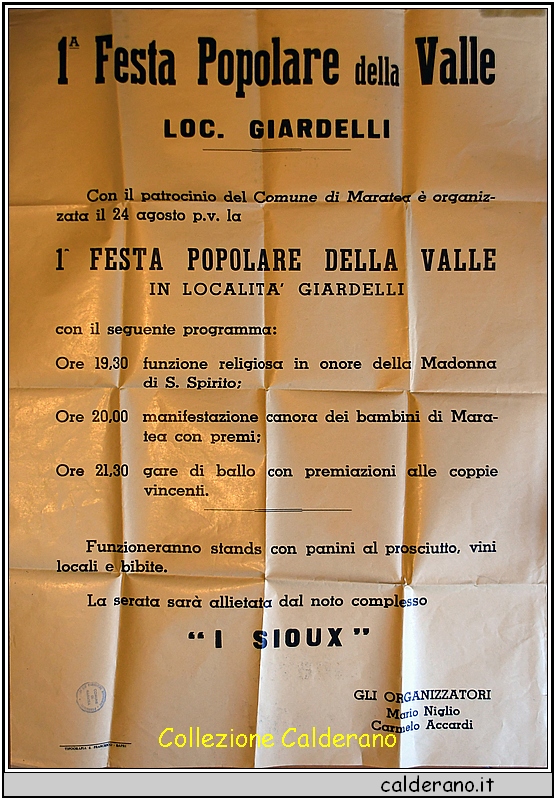 1ª Festa Popolare della Valle
LOC. GIARDELLI
Con il patrocinio del Comune di Maratea è organiz-
zata il 24 agosto p.v. la
1ª FESTA POPOLARE DELLA VALLE
IN LOCALITA' GIARDELLI
con il seguente programma:
Ore 19,30 funzione religiosa in onore della Madonna
di S. Spirito;
Ore 20,00 manifestazione canora dei bambini di Mara-
tea con premi;
Ore 21,30 gare di ballo con premiazioni alle coppie
vincenti.
Funzioneranno stands con panini al prosciutto, vini
locali e bibite.
La serata sarà allietata dal noto complesso
“I SIOUX”
GLI ORGANIZZATORI
Mario Niglio
Carmelo Accardi
TIPOGRAFIA
Collezione Calderano
calderano.it